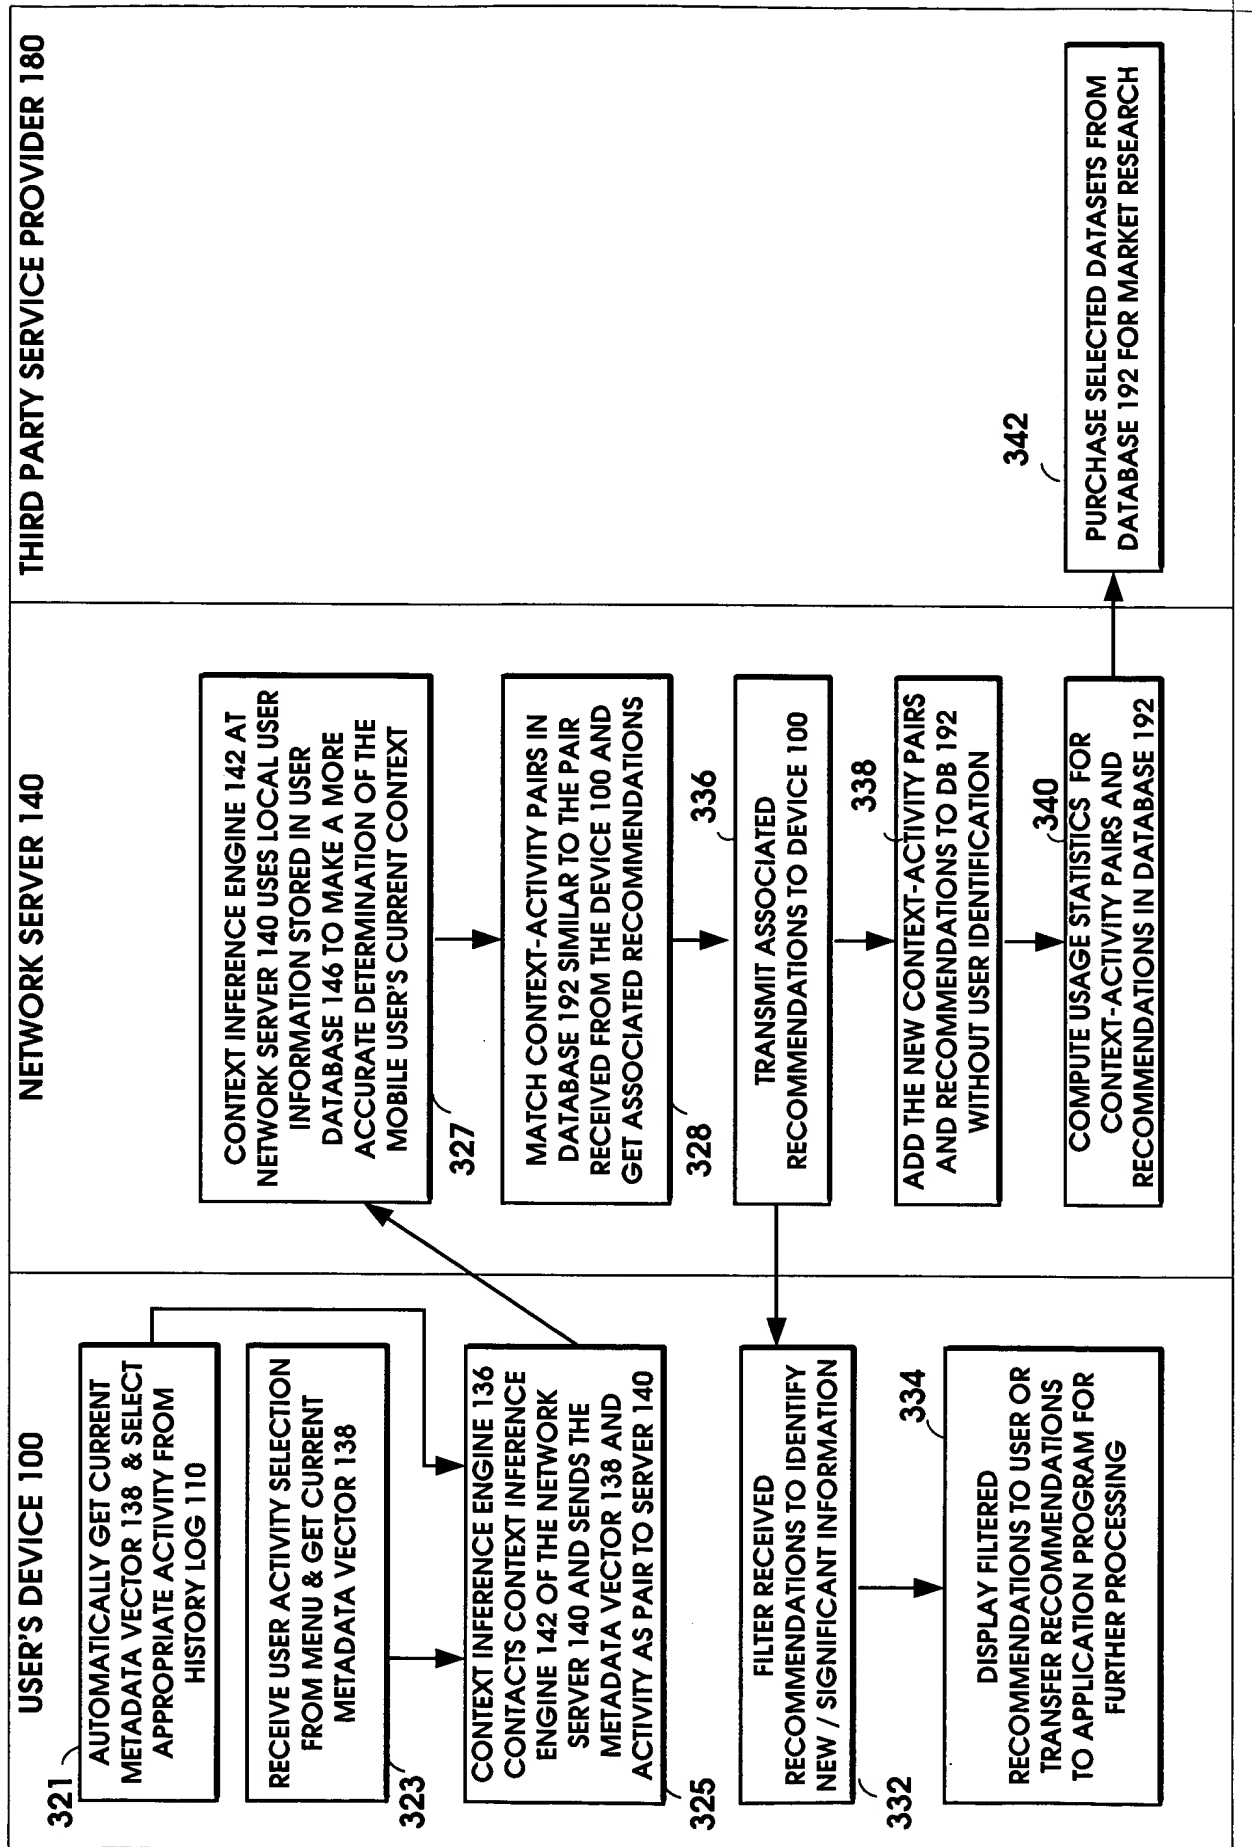 USER'S DEVICE 100
321
AUTOMATICALLY GET CURRENT
METADATA VECTOR 138 & SELECT
APPROPRIATE ACTIVITY FROM
HISTORY LOG 110
RECEIVE USER ACTIVITY SELECTION
FROM MENU & GET CURRENT
METADATA VECTOR 138
323
CONTEXT INFERENCE ENGINE 136
CONTACTS CONTEXT INFERENCE
ENGINE 142 OF THE NETWORK
SERVER 140 AND SENDS THE
METADATA VECTOR 138 AND
ACTIVITY AS PAIR TO SERVER 140
325
FILTER RECEIVED
RECOMMENDATIONS TO IDENTIFY
NEW / SIGNIFICANT INFORMATION
332
334
DISPLAY FILTERED
RECOMMENDATIONS TO USER OR
TRANSFER RECOMMENDATIONS
TO APPLICATION PROGRAM FOR
FURTHER PROCESSING
NETWORK SERVER 140
CONTEXT INFERENCE ENGINE 142 AT
NETWORK SERVER 140 USES LOCAL USER
INFORMATION STORED IN USER
DATABASE 146 TO MAKE A MORE
ACCURATE DETERMINATION OF THE
MOBILE USER'S CURRENT CONTEXT
327
MATCH CONTEXT-ACTIVITY PAIRS IN
DATABASE 192 SIMILAR TO THE PAIR
RECEIVED FROM THE DEVICE 100 AND
GET ASSOCIATED RECOMMENDATIONS
328
336
TRANSMIT ASSOCIATED
RECOMMENDATIONS TO DEVICE 100
338
ADD THE NEW CONTEXT-ACTIVITY PAIRS
AND RECOMMENDATIONS TO DB 192
WITHOUT USER IDENTIFICATION
340
COMPUTE USAGE STATISTICS FOR
CONTEXT-ACTIVITY PAIRS AND
RECOMMENDATIONS IN DATABASE 192
THIRD PARTY SERVICE PROVIDER 180
342
PURCHASE SELECTED DATASETS FROM
DATABASE 192 FOR MARKET RESEARCH